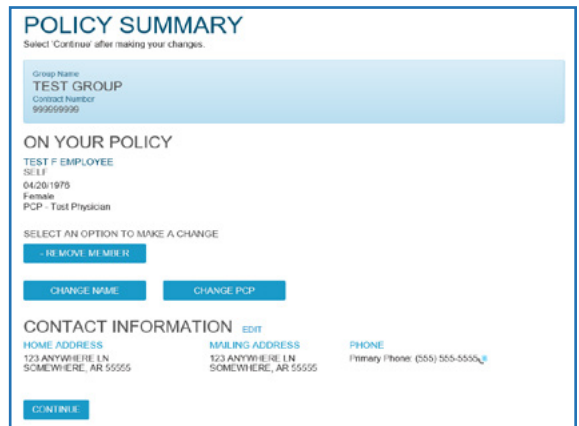 POLICY SUMMARY
Select 'Continue' after making your changes.
Group Name
TEST GROUP
Contract Number
999999999
ON YOUR POLICY
TEST F EMPLOYEE
SELF
04/20/1976
Female
PCP - Test Physician
SELECT AN OPTION TO MAKE A CHANGE
- REMOVE MEMBER
CHANGE NAME CHANGE PCP
CONTACT INFORMATION EDIT
HOME ADDRESS MAILING ADDRESS PHONE
123 ANYWHERE LN 123 ANYWHERE LN Primary Phone: (555) 555-5555
SOMEWHERE, AR 55555 SOMEWHERE, AR 55555
CONTINUE